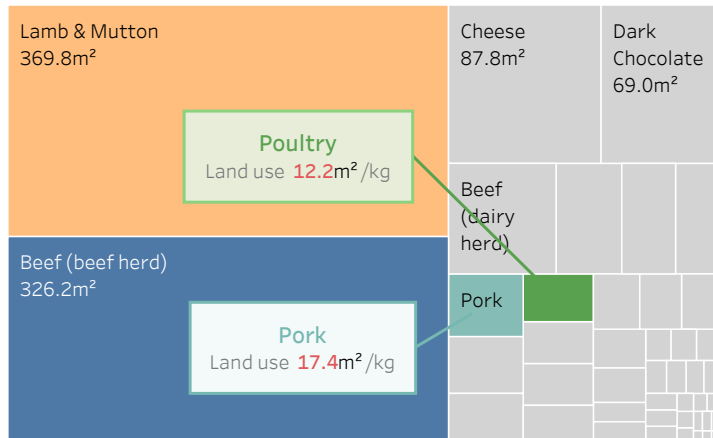 Lamb & Mutton
369.8m²
Cheese
87.8m²
Dark
Chocolate
69.0m²
Poultry
Land use 12.2m²/kg
Beef
(dairy
herd)
Beef (beef herd)
326.2m²
Pork
Pork
Land use 17.4m²/kg